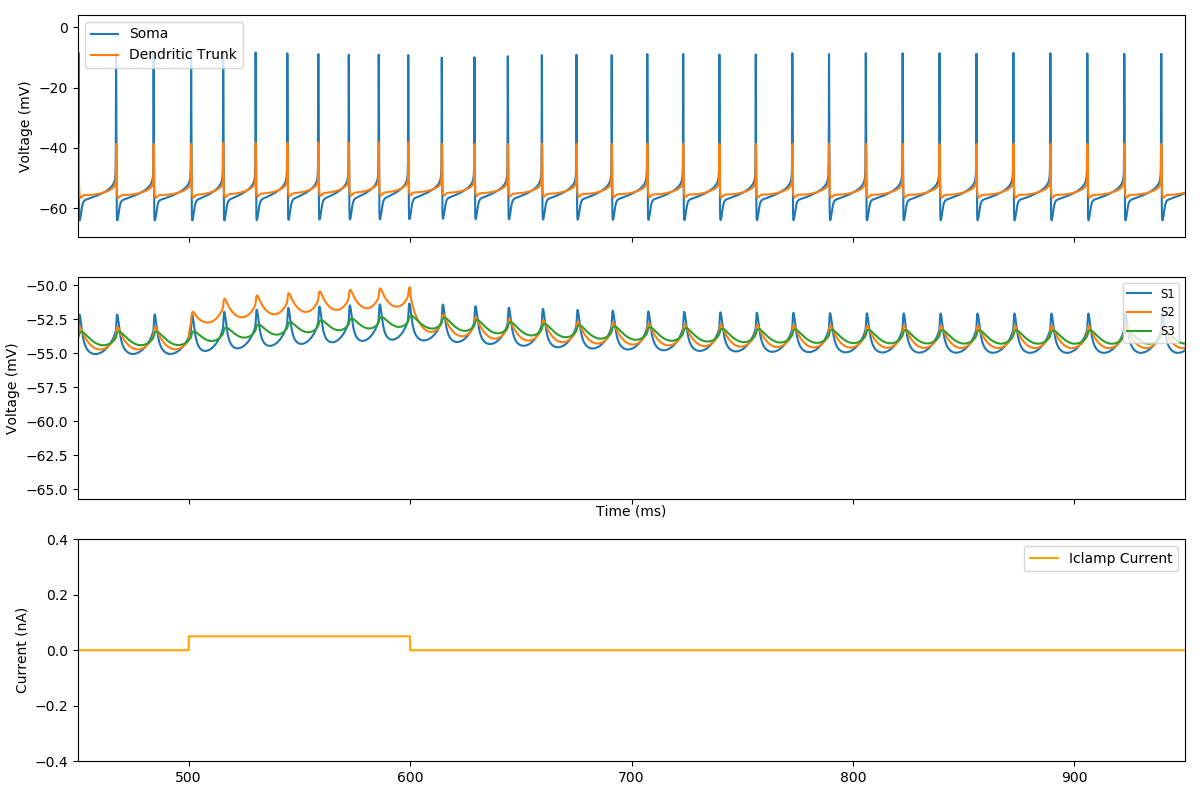 0
−20
−40
−60
Voltage (mV)
Soma
Dendritic Trunk
−50.0
−52.5
−55.0
−57.5
−60.0
−62.5
−65.0
Voltage (mV)
S1
S2
S3
Time (ms)
0.4
0.2
0.0
−0.2
−0.4
Current (nA)
Iclamp Current
500 600 700 800 900